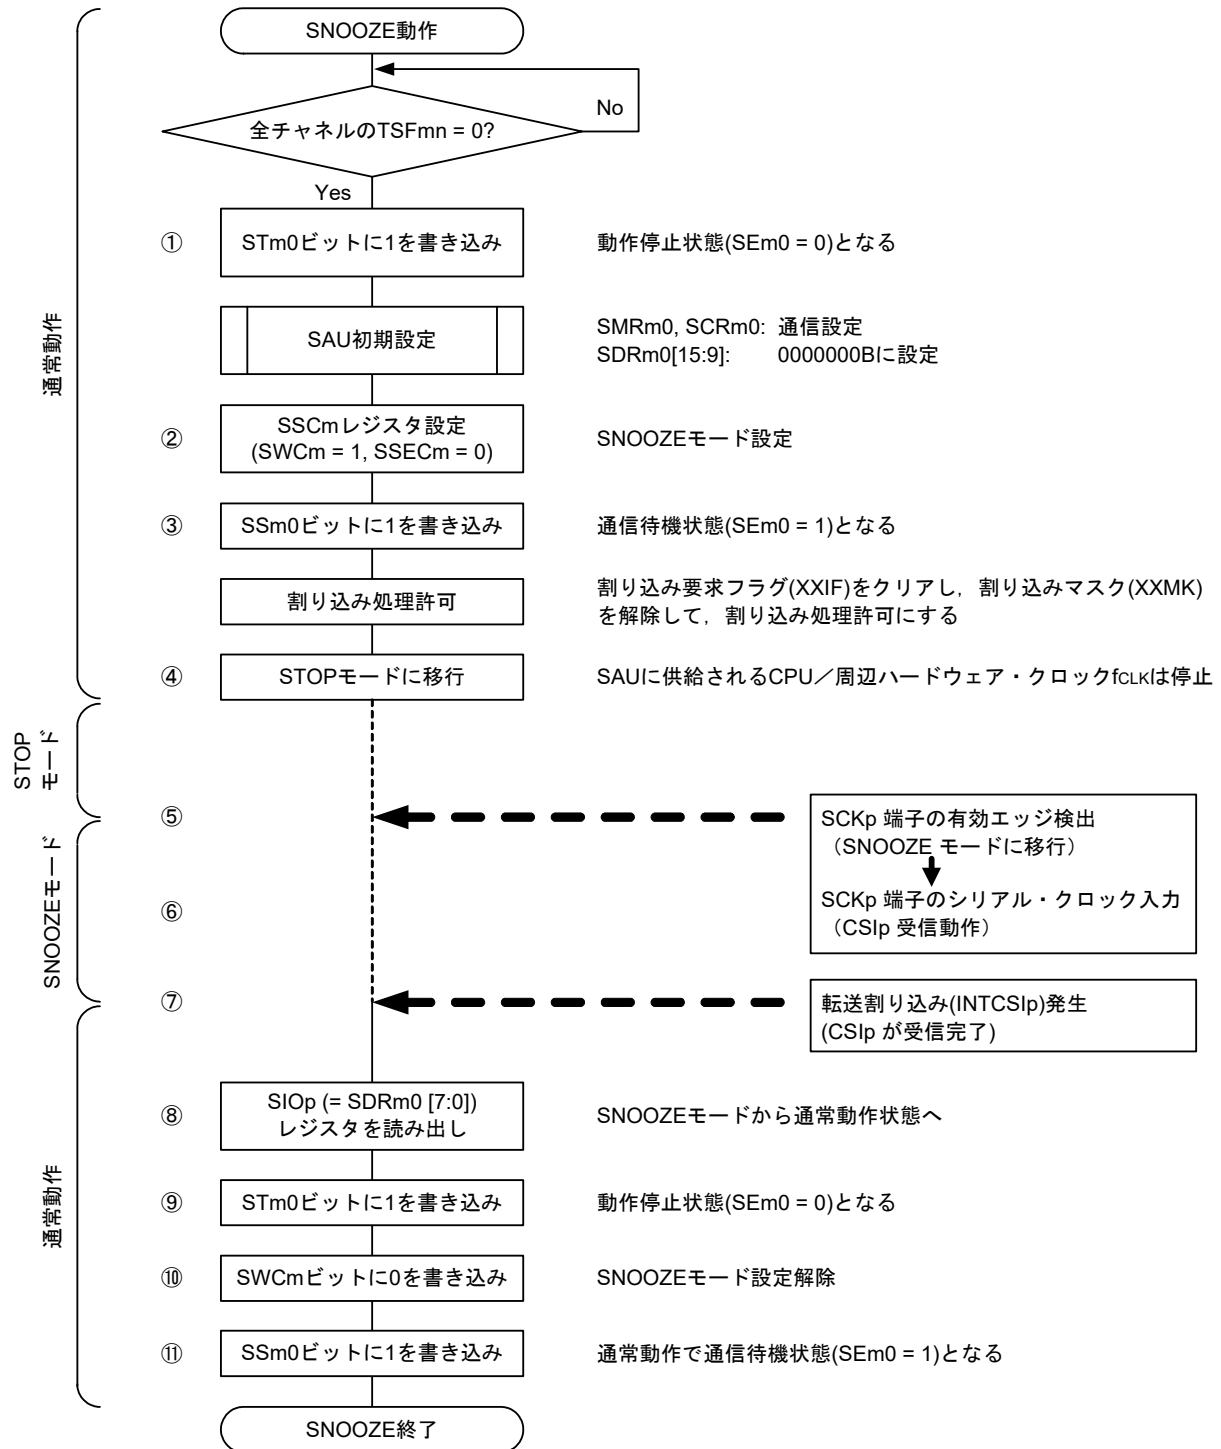 SNOOZE動作
No
全チャネルのTSFmn = 0?
Yes
① STm0ビットに1を書き込み 動作停止状態(SEm0 = 0)となる
SAU初期設定
SMRm0, SCRm0: 通信設定
SDRm0[15:9]: 0000000Bに設定
通常動作
② SSCmレジスタ設定
(SWCm = 1, SSECm = 0)
SNOOZEモード設定
③ SSm0ビットに1を書き込み 通信待機状態(SEm0 = 1)となる
割り込み処理許可
割り込み要求フラグ(XXIF)をクリアし，割り込みマスク(XXMK)
を解除して，割り込み処理許可にする
④ STOPモードに移行 SAUに供給されるCPU／周辺ハードウェア・クロックfCLKは停止
STOP
モード
⑤
SCKp 端子の有効エッジ検出
（SNOOZE モードに移行）
SNOOZEモード
⑥
SCKp 端子のシリアル・クロック入力
（CSIp 受信動作）
⑦
転送割り込み(INTCSIp)発生
(CSIp が受信完了)
⑧ SIOp (= SDRm0 [7:0])
レジスタを読み出し
SNOOZEモードから通常動作状態へ
通常動作
⑨ STm0ビットに1を書き込み 動作停止状態(SEm0 = 0)となる
⑩ SWCmビットに0を書き込み SNOOZEモード設定解除
⑪ SSm0ビットに1を書き込み 通常動作で通信待機状態(SEm0 = 1)となる
SNOOZE終了